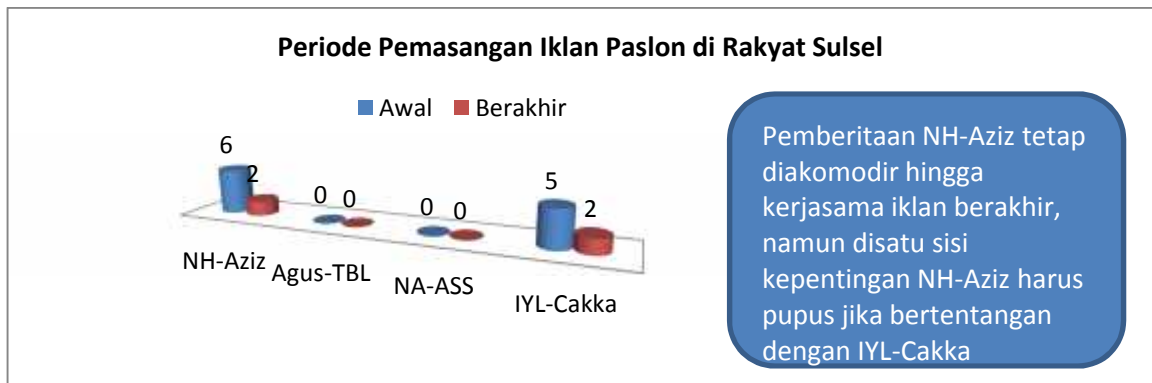 Periode Pemasangan Iklan Paslon di Rakyat Sulsel
Awal Berakhir
6 2 0 0 0 0 5 2
NH-Aziz Agus-TBL NA-ASS IYL-Cakka
Pemberitaan NH-Aziz tetap
diakomodir hingga
kerjasama iklan berakhir,
namun disatu sisi
kepentingan NH-Aziz harus
pupus jika bertentangan
dengan IYL-Cakka